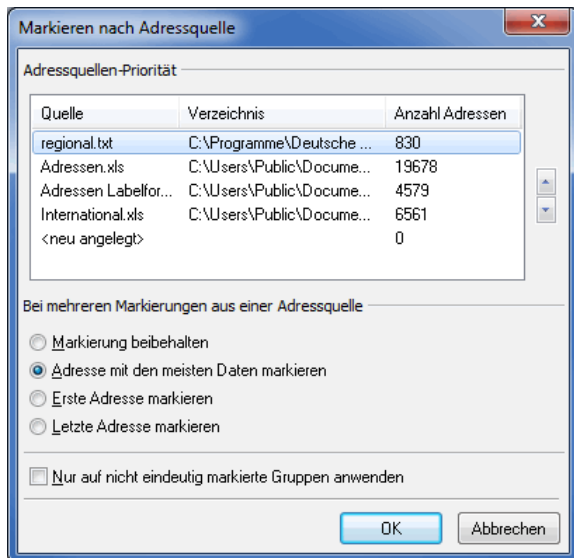 Markieren nach Adressquelle
Adressquellen-Priorität
Quelle Verzeichnis Anzahl Adressen
regional.txt C:\Programme\Deutsche ... 830
Adressen.xls C:\Users\Public\Docume... 19678
Adressen Labelfor... C:\Users\Public\Docume... 4579
International.xls C:\Users\Public\Docume... 6561
<neu angelegt> 0
Bei mehreren Markierungen aus einer Adressquelle
Markierung beibehalten
Adresse mit den meisten Daten markieren
Erste Adresse markieren
Letzte Adresse markieren
Nur auf nicht eindeutig markierte Gruppen anwenden
OK Abbrechen